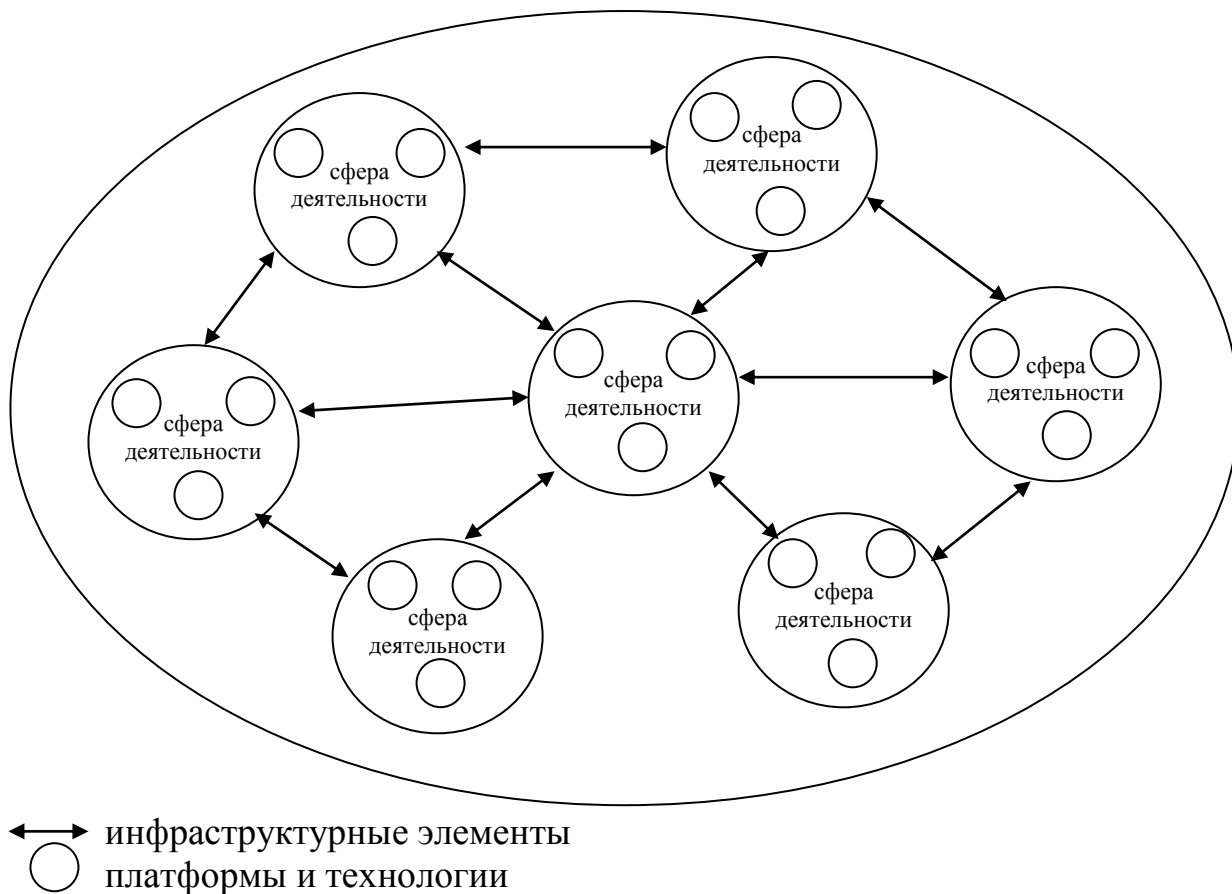 сфера
деятельности
сфера
деятельности
сфера
деятельности
сфера
деятельности
сфера
деятельности
сфера
деятельности
сфера
деятельности
инфраструктурные элементы
платформы и технологии